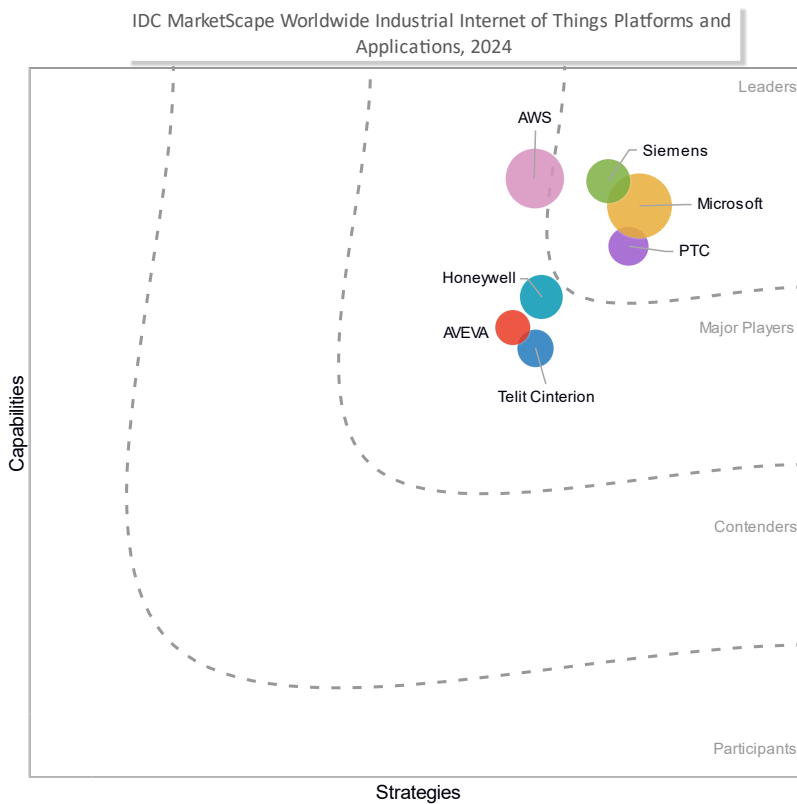 IDC MarketScape Worldwide Industrial Internet of Things Platforms and
Applications, 2024
Leaders
AWS
Siemens
Microsoft
PTC
Honeywell
Major Players
AVEVA
Telit Cinterion
Capabilities
Contenders
Participants
Strategies